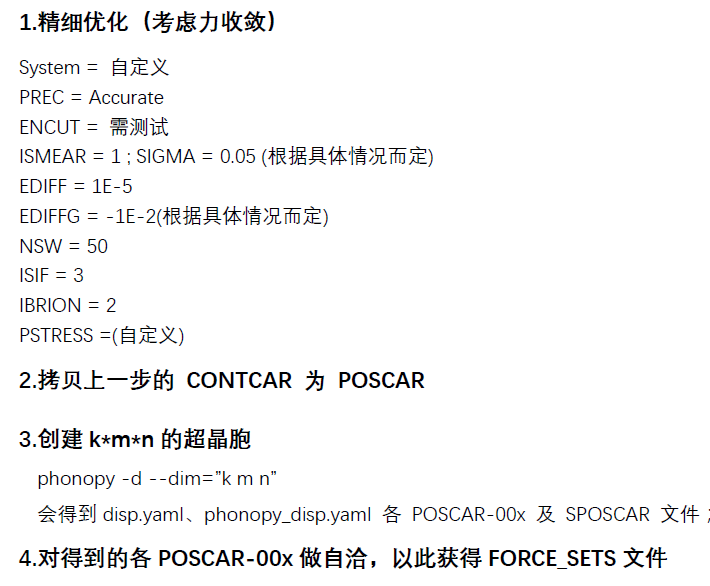 1.精细优化（考虑力收敛）
System = 自定义
PREC = Accurate
ENCUT = 需测试
ISMEAR = 1 ; SIGMA = 0.05 (根据具体情况而定)
EDIFF = 1E-5
EDIFFG = -1E-2(根据具体情况而定)
NSW = 50
ISIF = 3
IBRION = 2
PSTRESS =(自定义)
2.拷贝上一步的 CONTCAR 为 POSCAR
3.创建 k*m*n 的超晶胞
phonopy -d --dim=”k m n”
会得到 disp.yaml、phonopy_disp.yaml 各 POSCAR-00x 及 SPOSCAR 文件；
4.对得到的各 POSCAR-00x 做自洽，以此获得 FORCE_SETS 文件